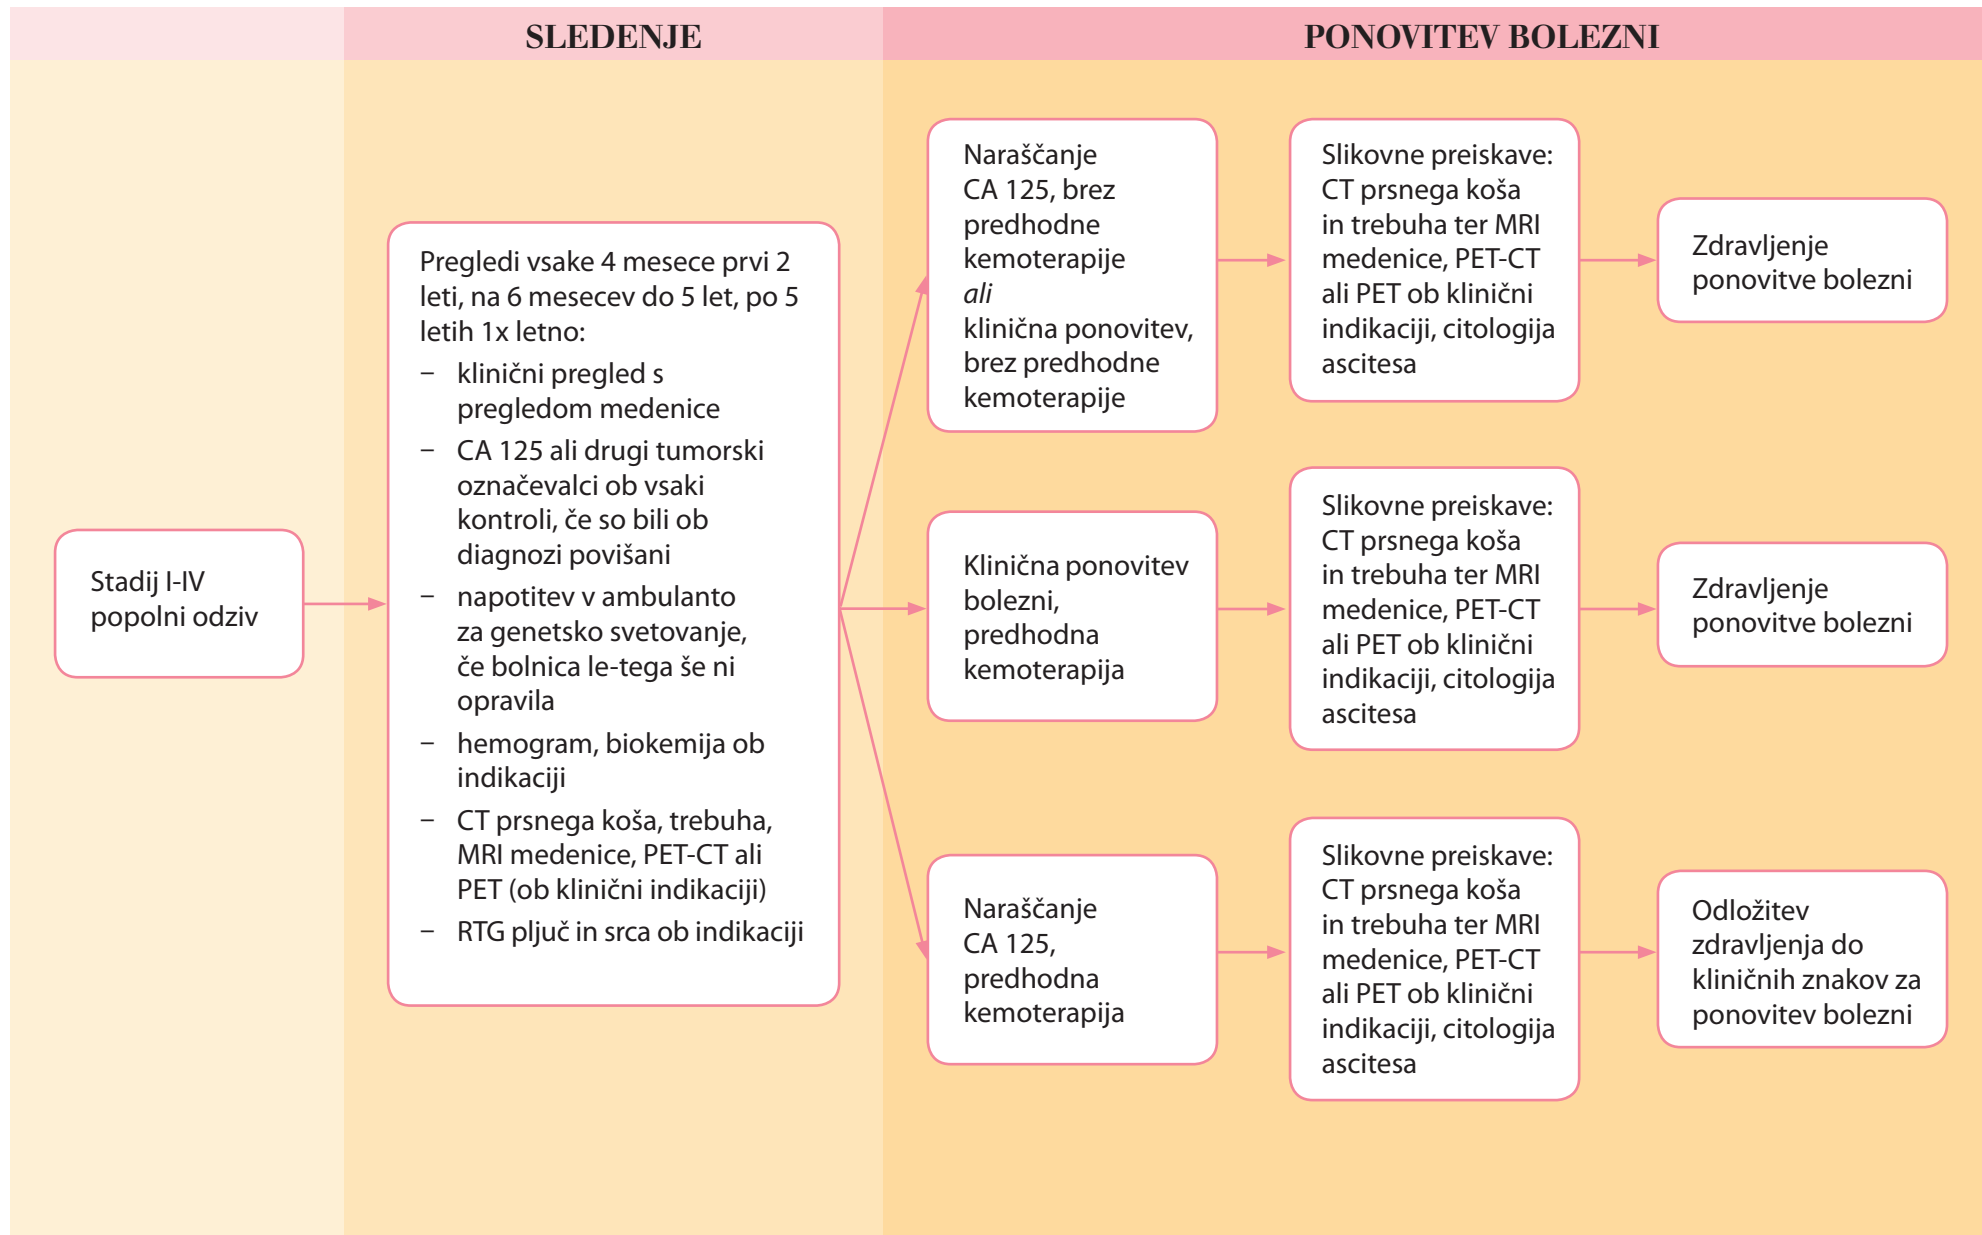 SLEDENJE
PONOVITEV BOLEZNI
Stadij I-IV
popolni odziv
Pregledi vsake 4 mesece prvi 2
leti, na 6 mesecev do 5 let, po 5
letih 1x letno:
– klinični pregled s
pregledom medenice
– CA 125 ali drugi tumorski
označevalci ob vsaki
kontroli, če so bili ob
diagnozi povišani
– napotitev v ambulanto
za genetsko svetovanje,
če bolnica le-tega še ni
opravila
– hemogram, biokemija ob
indikaciji
– CT prsnega koša, trebuha,
MRI medenice, PET-CT ali
PET (ob klinični indikaciji)
– RTG pljuč in srca ob indikaciji
Naraščanje
CA 125, brez
predhodne
kemoterapije
ali
klinična ponovitev,
brez predhodne
kemoterapije
Slikovne preiskave:
CT prsnega koša
in trebuha ter MRI
medenice, PET-CT
ali PET ob klinični
indikaciji, citologija
ascitesa
Zdravljenje
ponovitve bolezni
Klinična ponovitev
bolezni,
predhodna
kemoterapija
Slikovne preiskave:
CT prsnega koša
in trebuha ter MRI
medenice, PET-CT
ali PET ob klinični
indikaciji, citologija
ascitesa
Zdravljenje
ponovitve bolezni
Naraščanje
CA 125,
predhodna
kemoterapija
Slikovne preiskave:
CT prsnega koša
in trebuha ter MRI
medenice, PET-CT
ali PET ob klinični
indikaciji, citologija
ascitesa
Odložitev
zdravljenja do
kliničnih znakov za
ponovitev bolezni